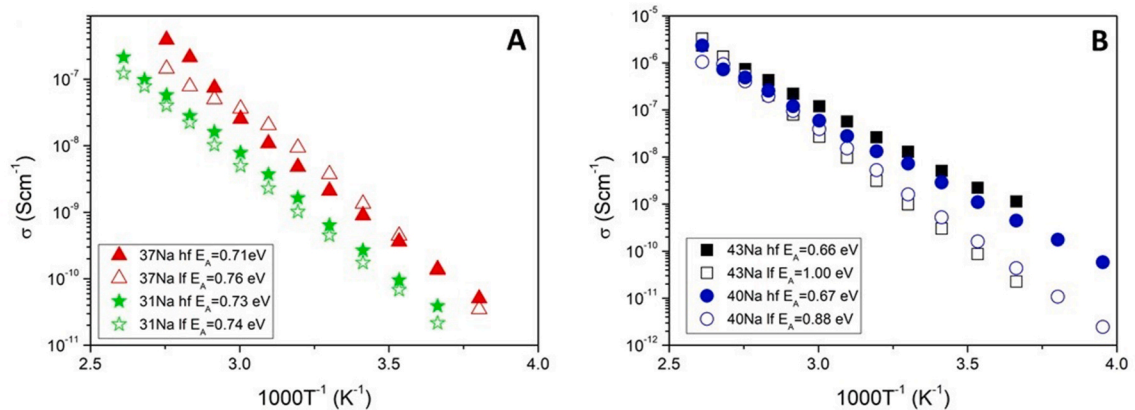 A
10⁻⁷
10⁻⁸
10⁻⁹
10⁻¹⁰
10⁻¹¹
σ (Scm⁻¹)
37Na hf E_A=0.71eV
37Na lf E_A=0.76 eV
31Na hf E_A=0.73 eV
31Na lf E_A=0.74 eV
2.5 3.0 3.5 4.0
1000T⁻¹ (K⁻¹)
B
10⁻⁵
10⁻⁶
10⁻⁷
10⁻⁸
10⁻⁹
10⁻¹⁰
10⁻¹¹
10⁻¹²
σ (Scm⁻¹)
43Na hf E_A=0.66 eV
43Na lf E_A=1.00 eV
40Na hf E_A=0.67 eV
40Na lf E_A=0.88 eV
2.5 3.0 3.5 4.0
1000T⁻¹ (K⁻¹)